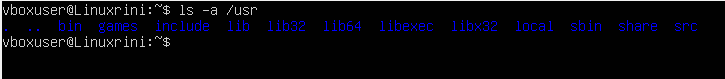 vboxuser@Linuxrini:~$ ls -a /usr
.  ..  bin  games  include  lib  lib32  lib64  libexec  libx32  local  sbin  share  src
vboxuser@Linuxrini:~$